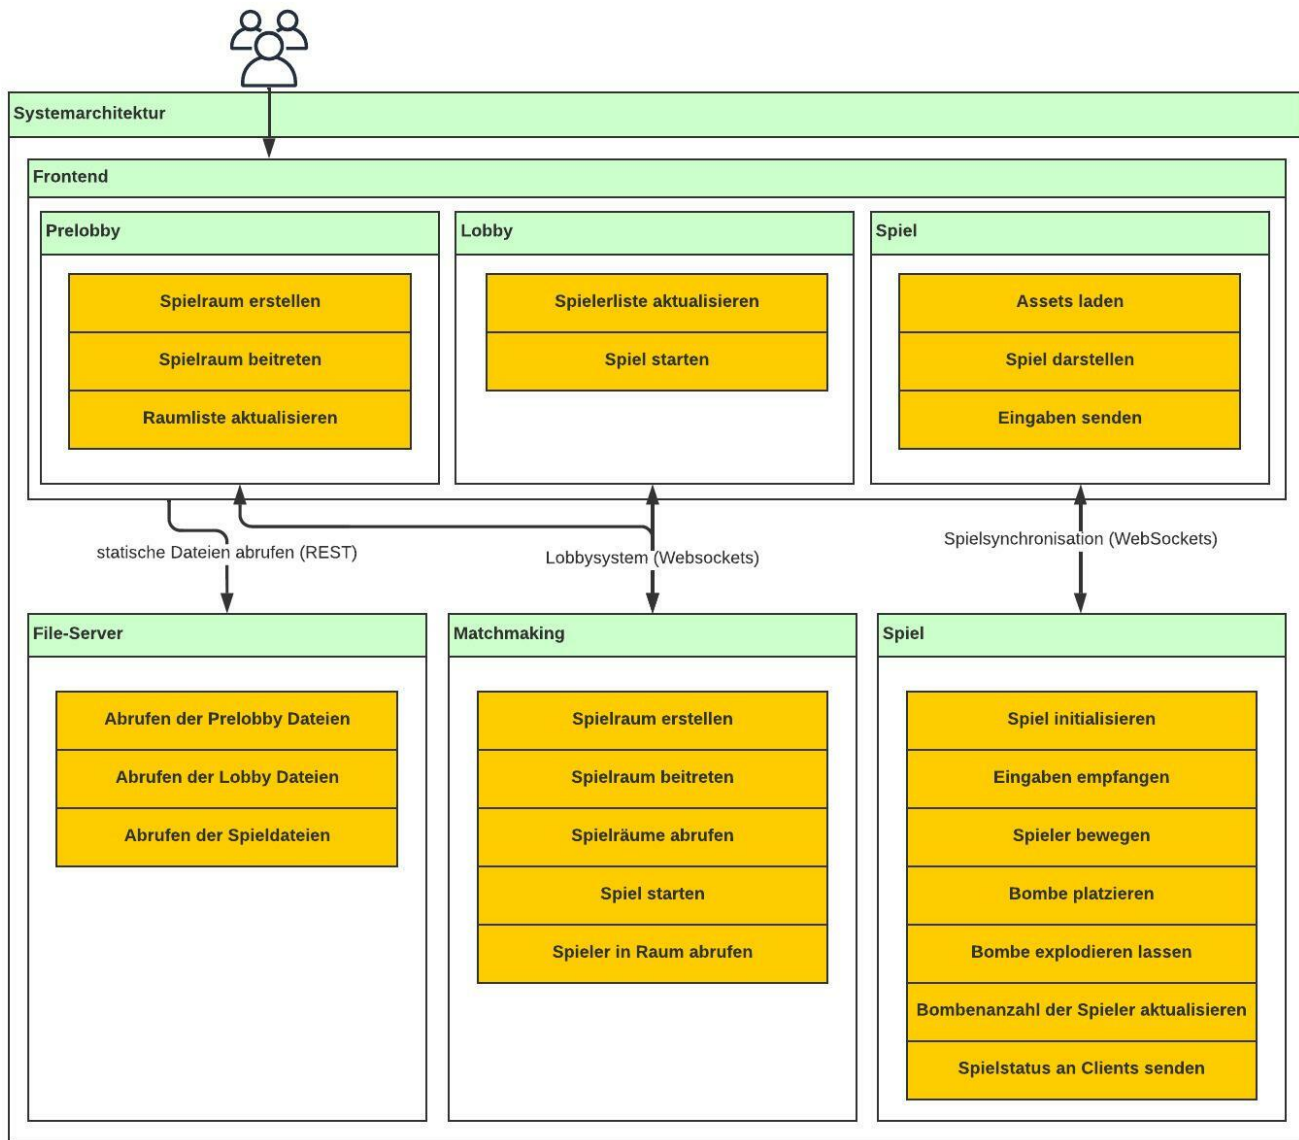 Systemarchitektur
Frontend
Prelobby
Spielraum erstellen
Spielraum beitreten
Raumliste aktualisieren
Lobby
Spielerliste aktualisieren
Spiel starten
Spiel
Assets laden
Spiel darstellen
Eingaben senden
statische Dateien abrufen (REST)
Lobbysystem (Websockets)
Spielsynchronisation (WebSockets)
File-Server
Abrufen der Prelobby Dateien
Abrufen der Lobby Dateien
Abrufen der Spieldateien
Matchmaking
Spielraum erstellen
Spielraum beitreten
Spielräume abrufen
Spiel starten
Spieler in Raum abrufen
Spiel
Spiel initialisieren
Eingaben empfangen
Spieler bewegen
Bombe platzieren
Bombe explodieren lassen
Bombenanzahl der Spieler aktualisieren
Spielstatus an Clients senden